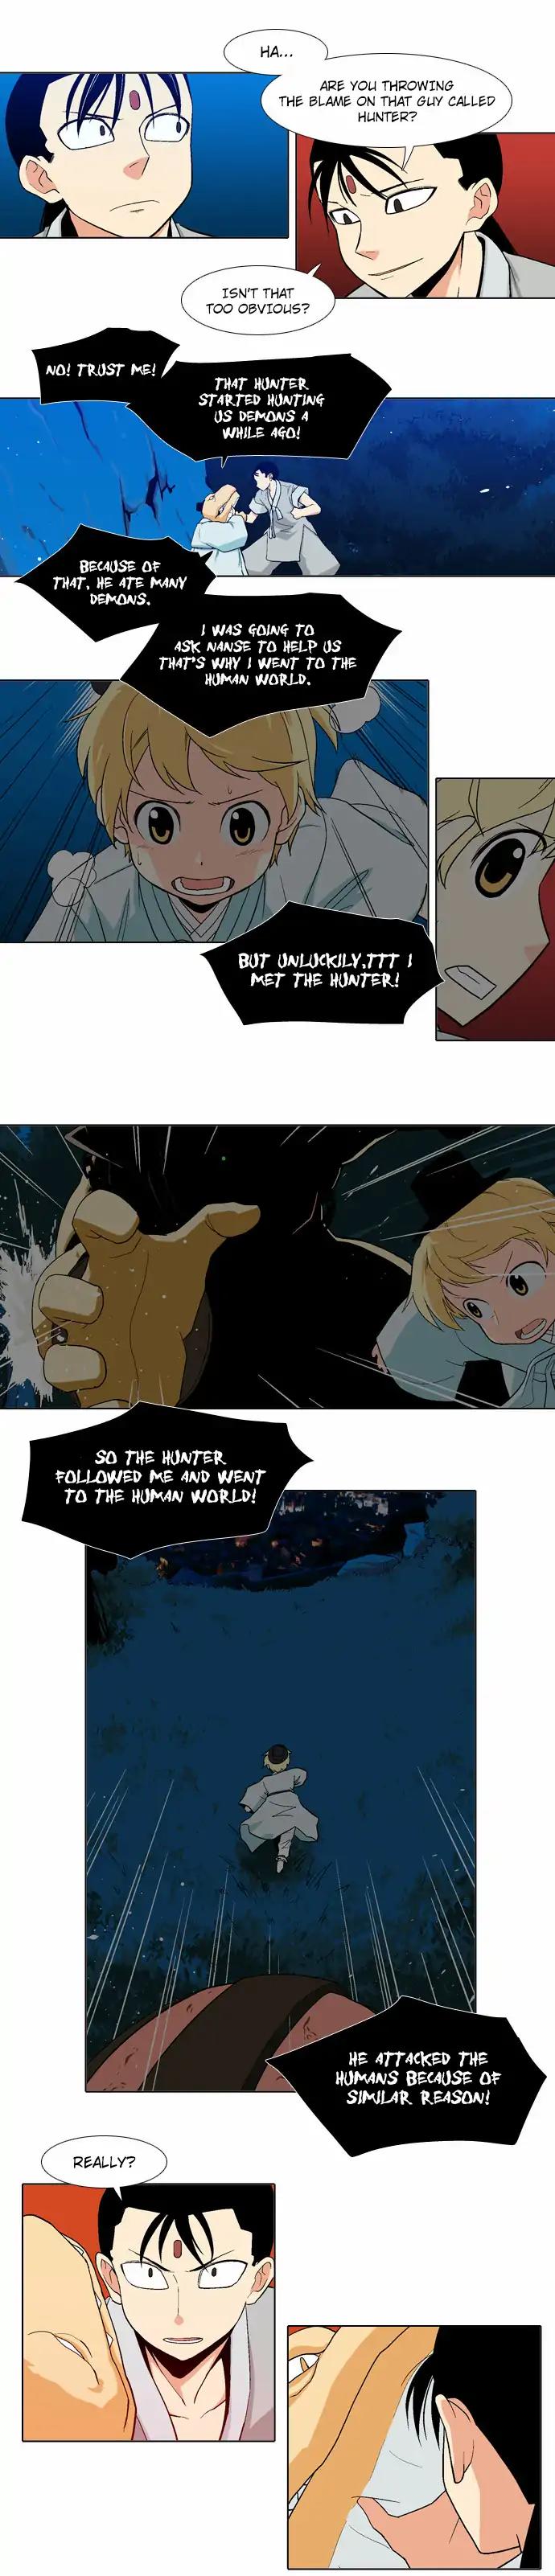 HA...
ARE YOU THROWING
THE BLAME ON THAT GUY CALLED
HUNTER?
ISN'T THAT
TOO OBVIOUS?
NO! TRUST ME!
THAT HUNTER
STARTED HUNTING
US DEMONS A
WHILE AGO!
BECAUSE OF
THAT, HE ATE MANY
DEMONS.
I WAS GOING TO
ASK NANSE TO HELP US
THAT'S WHY I WENT TO THE
HUMAN WORLD.
BUT UNLUCKILY,TTT I
MET THE HUNTER!
SO THE HUNTER
FOLLOWED ME AND WENT
TO THE HUMAN WORLD!
HE ATTACKED THE
HUMANS BECAUSE OF
SIMILAR REASON!
REALLY?